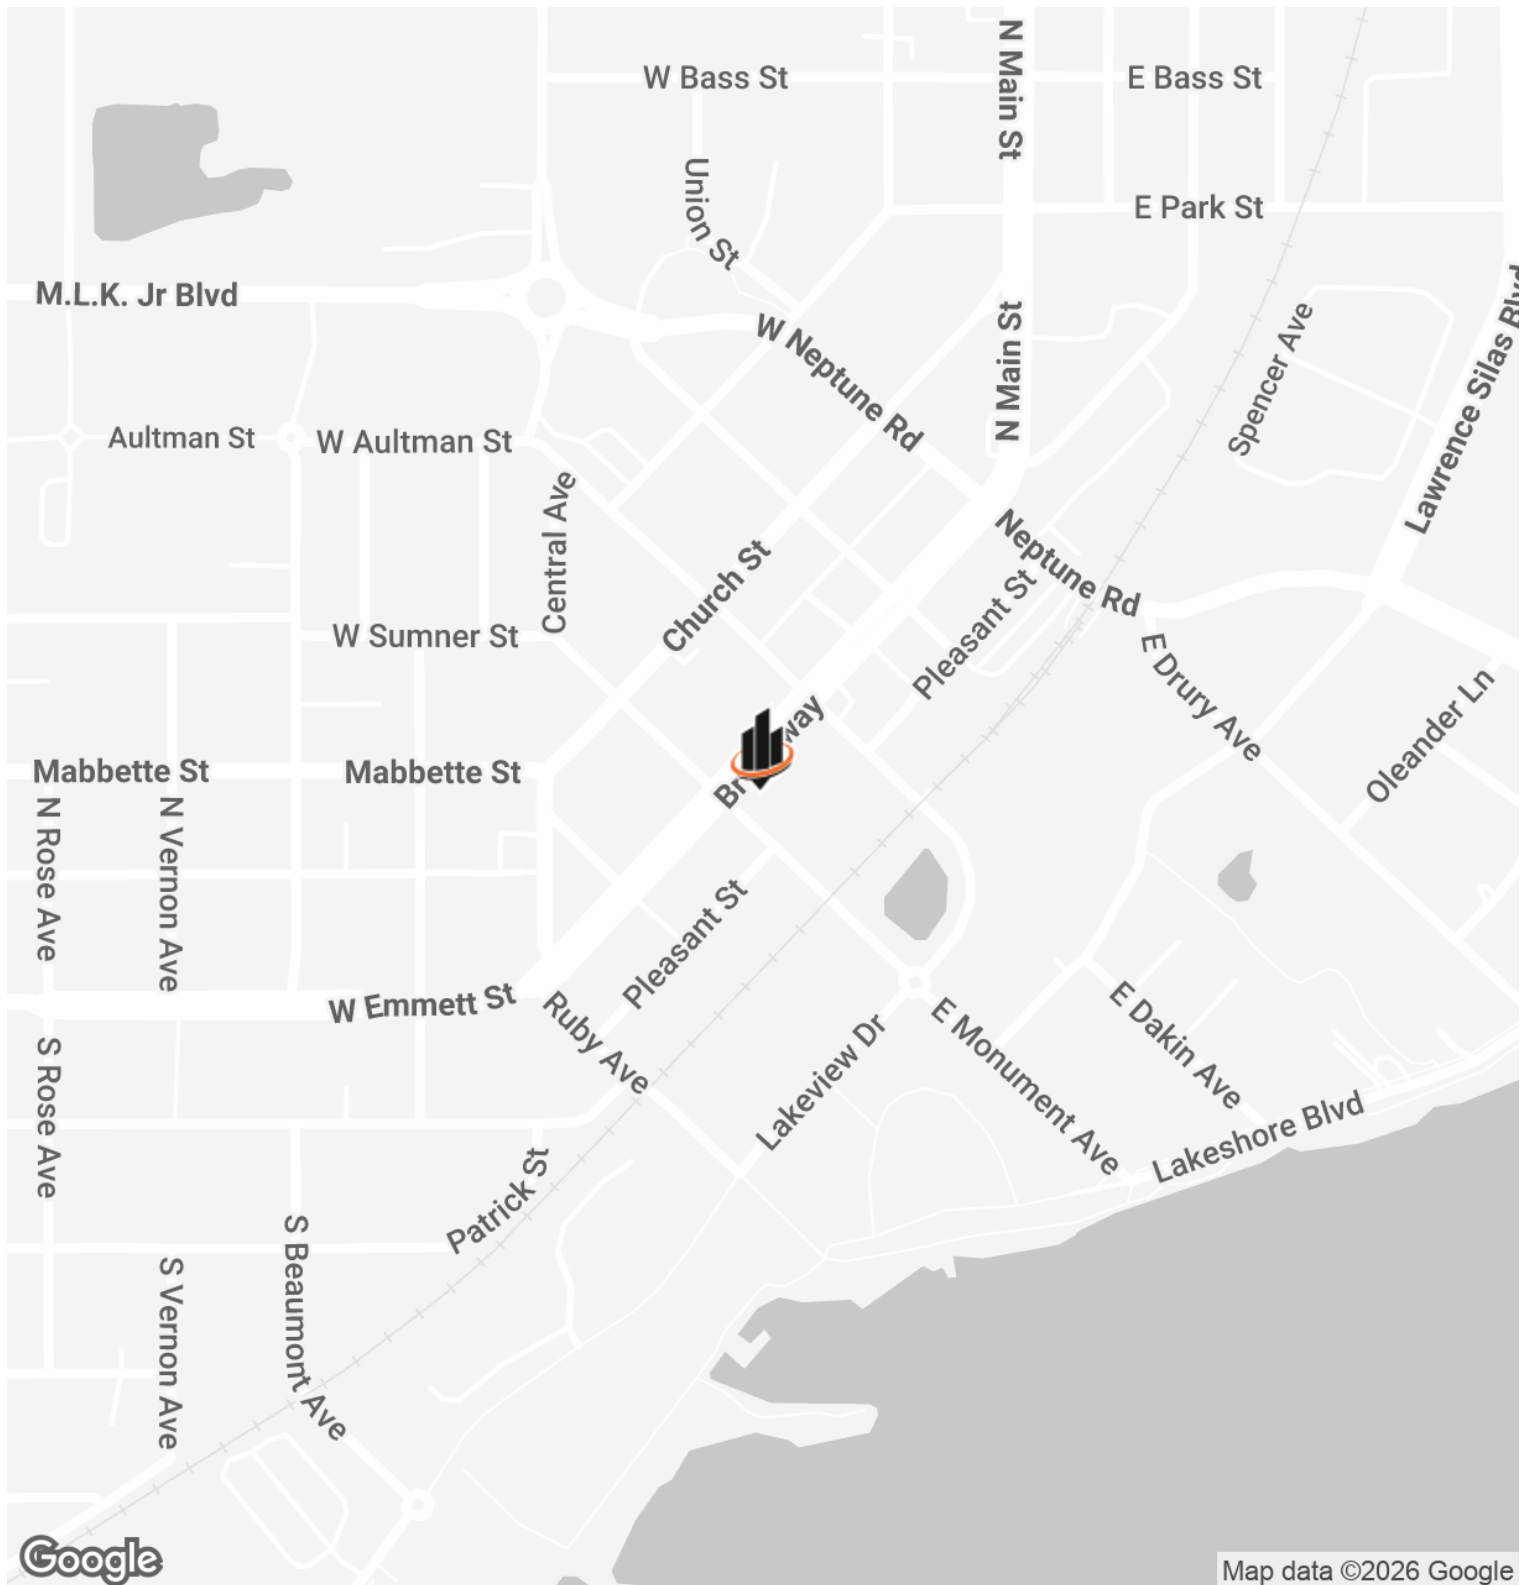 W Bass St
N Main St
E Bass St
Union St
E Park St
M.L.K. Jr Blvd
W Neptune Rd
N Main St
Spencer Ave
Lawrence Silas Blvd
Aultman St
W Aultman St
Central Ave
Church St
Neptune Rd
Pleasant St
W Sumner St
E Drury Ave
Oleander Ln
Mabbette St
Mabbette St
N Rose Ave
N Vernon Ave
Pleasant St
W Emmett St
Ruby Ave
Lakeview Dr
E Monument Ave
E Dakin Ave
S Rose Ave
Lakeshore Blvd
Patrick St
S Beaumont Ave
S Vernon Ave
Google
Map data ©2026 Google